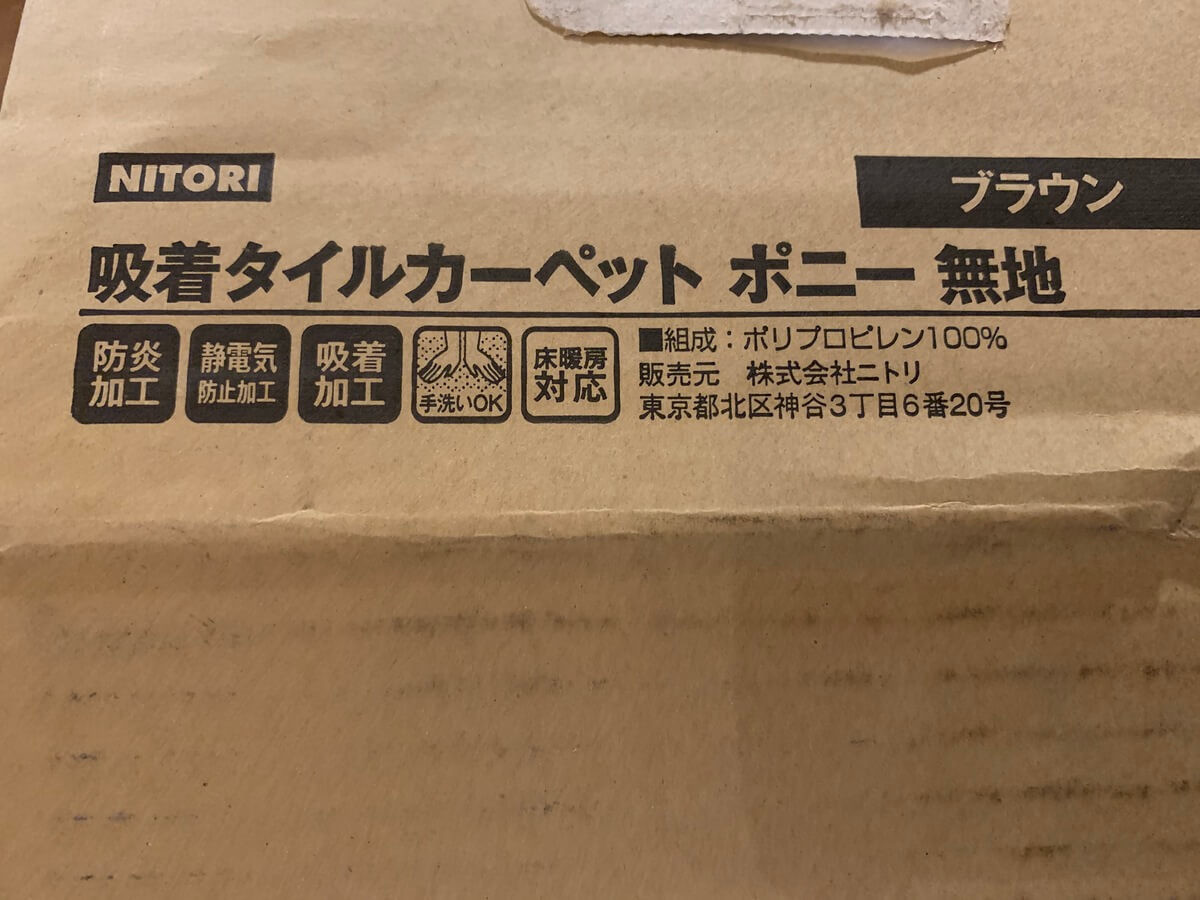 NITORI
ブラウン
吸着タイルカーペット ポニー 無地
防炎
加工
静電気
防止加工
吸着
加工
手洗いOK
床暖房
対応
■組成：ポリプロピレン100%
販売元 株式会社ニトリ
東京都北区神谷3丁目6番20号